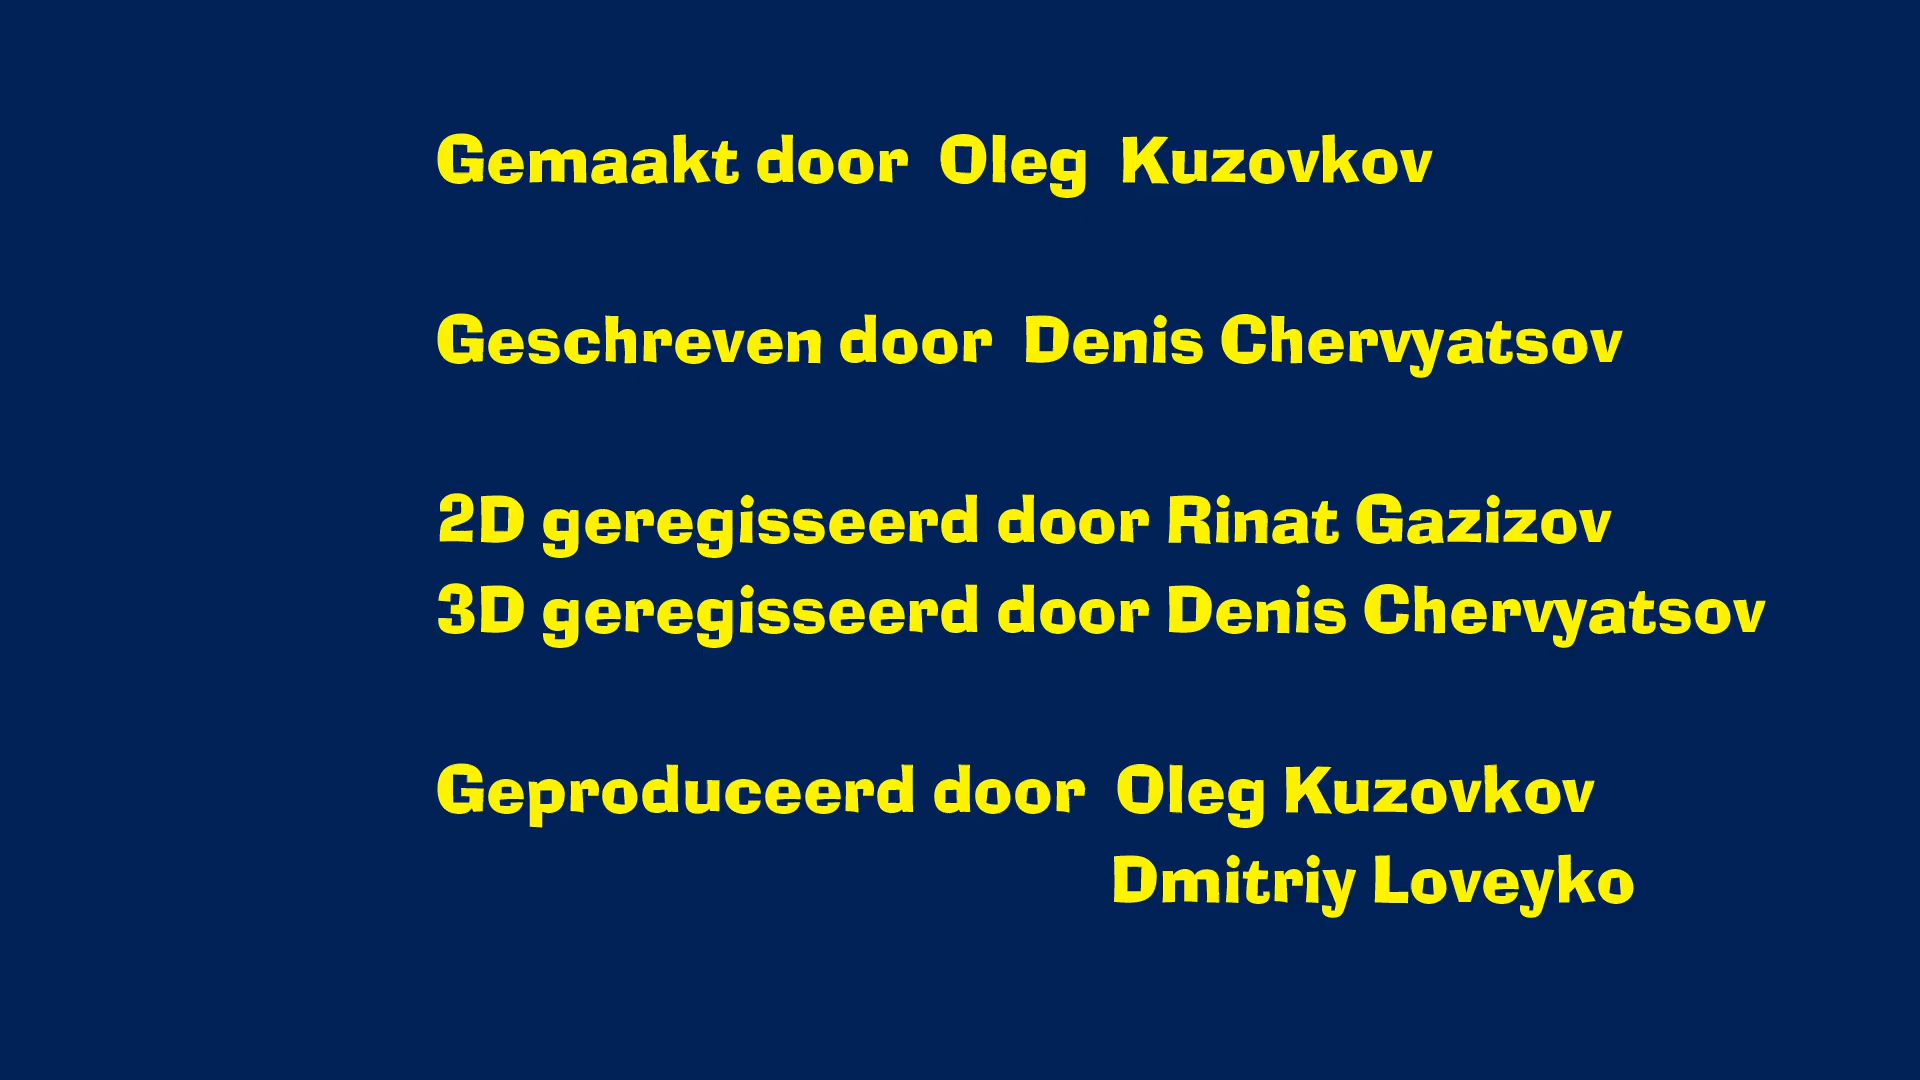 Gemaakt door Oleg Kuzovkov
Geschreven door Denis Chervyatsov
2D geregisseerd door Rinat Gazizov
3D geregisseerd door Denis Chervyatsov
Geproduceerd door Oleg Kuzovkov
Dmitriy Loveyko